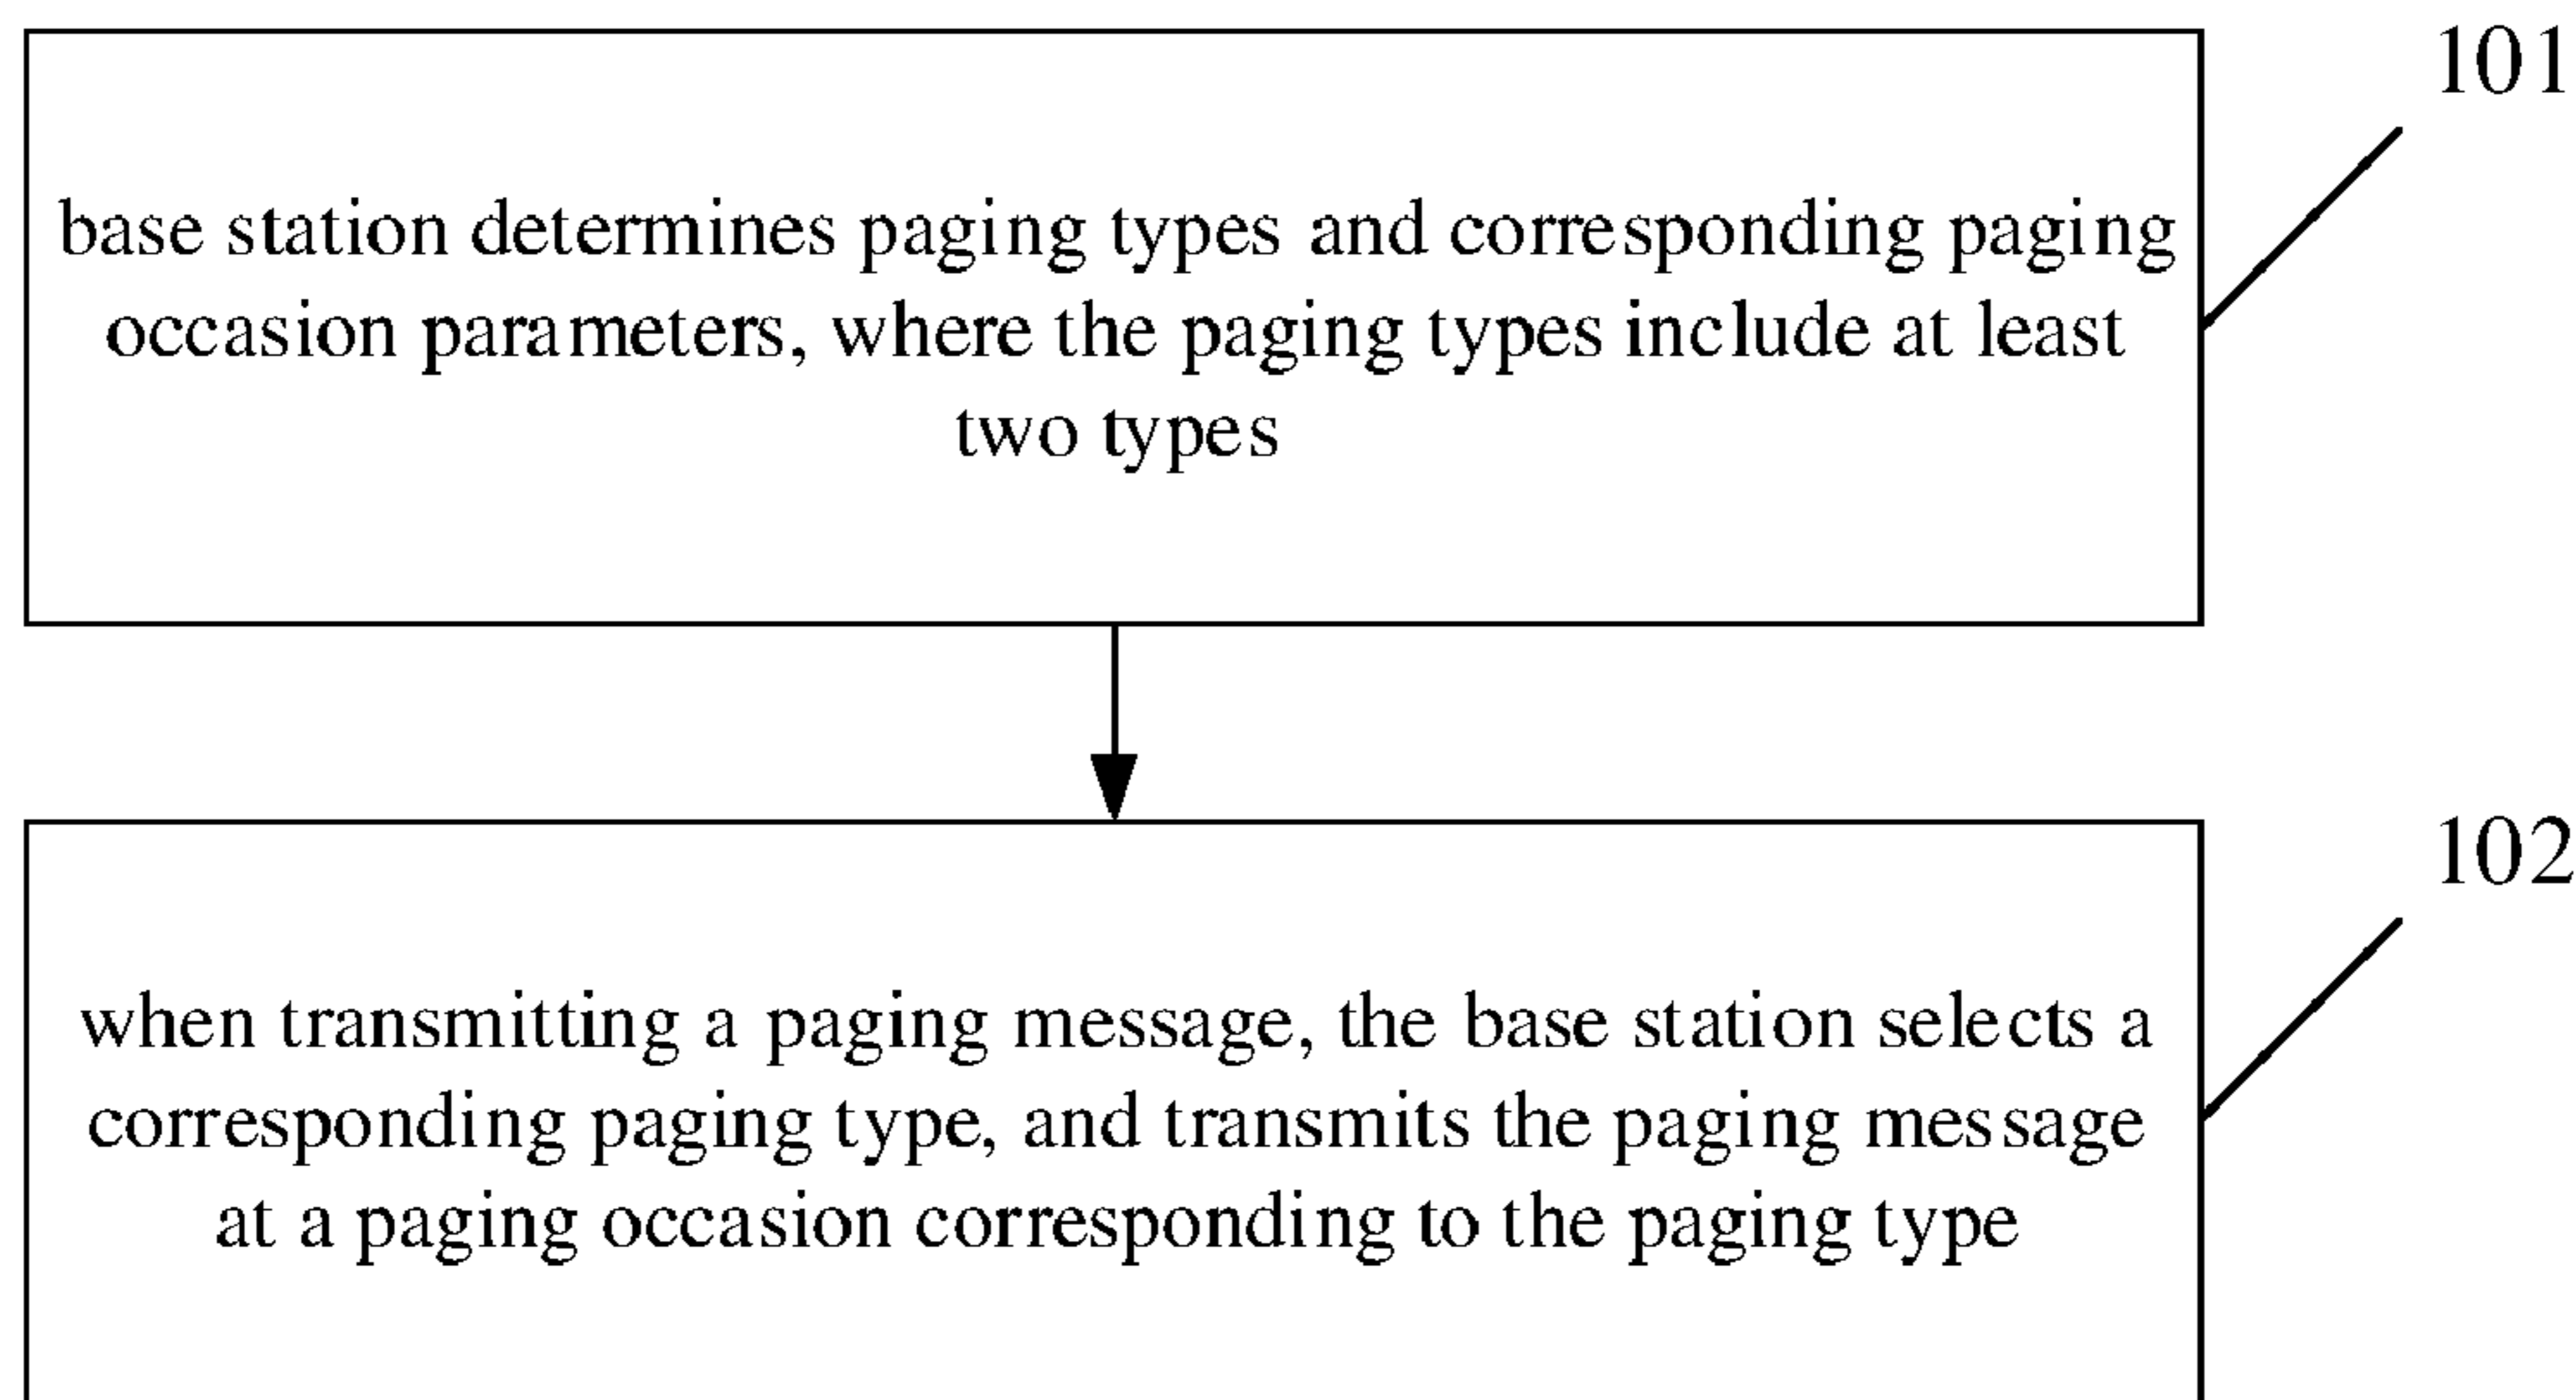 101
base station determines paging types and corresponding paging
occasion parameters, where the paging types include at least
two types
102
when transmitting a paging message, the base station selects a
corresponding paging type, and transmits the paging message
at a paging occasion corresponding to the paging type